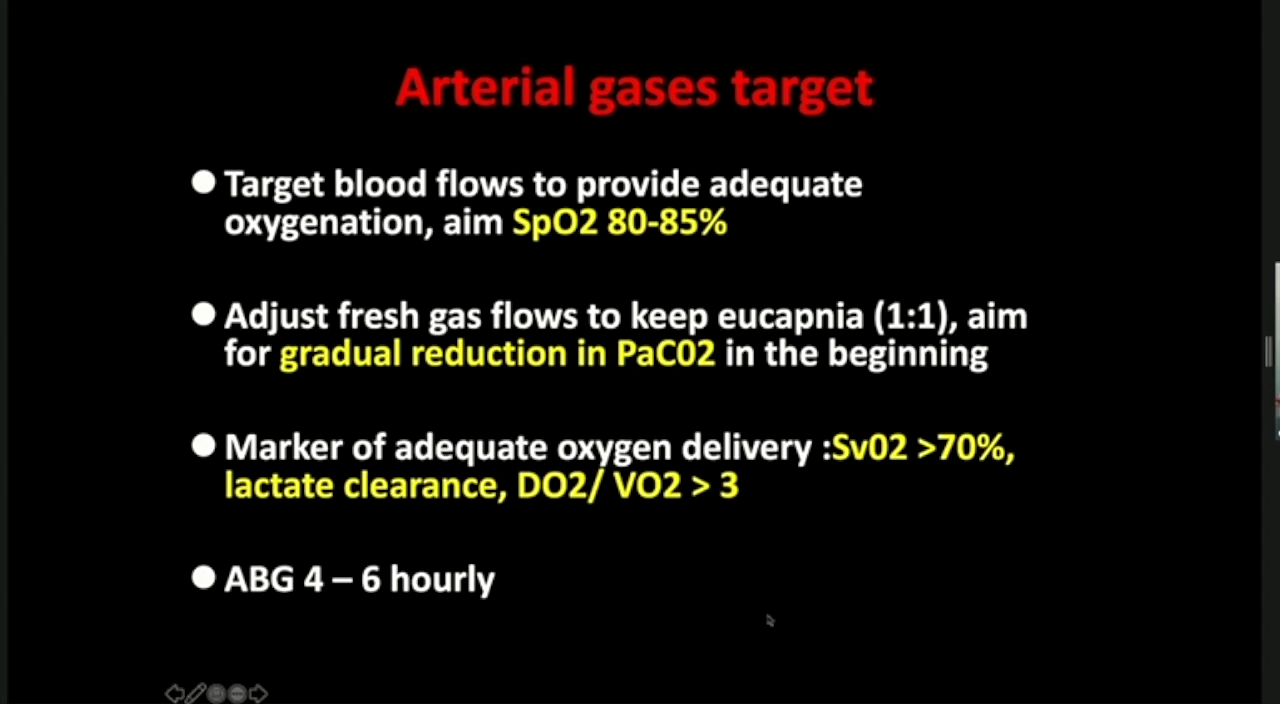 Arterial gases target
● Target blood flows to provide adequate
oxygenation, aim SpO2 80-85%
● Adjust fresh gas flows to keep eucapnia (1:1), aim
for gradual reduction in PaC02 in the beginning
● Marker of adequate oxygen delivery :Sv02 >70%,
lactate clearance, DO2/ VO2 > 3
● ABG 4 – 6 hourly